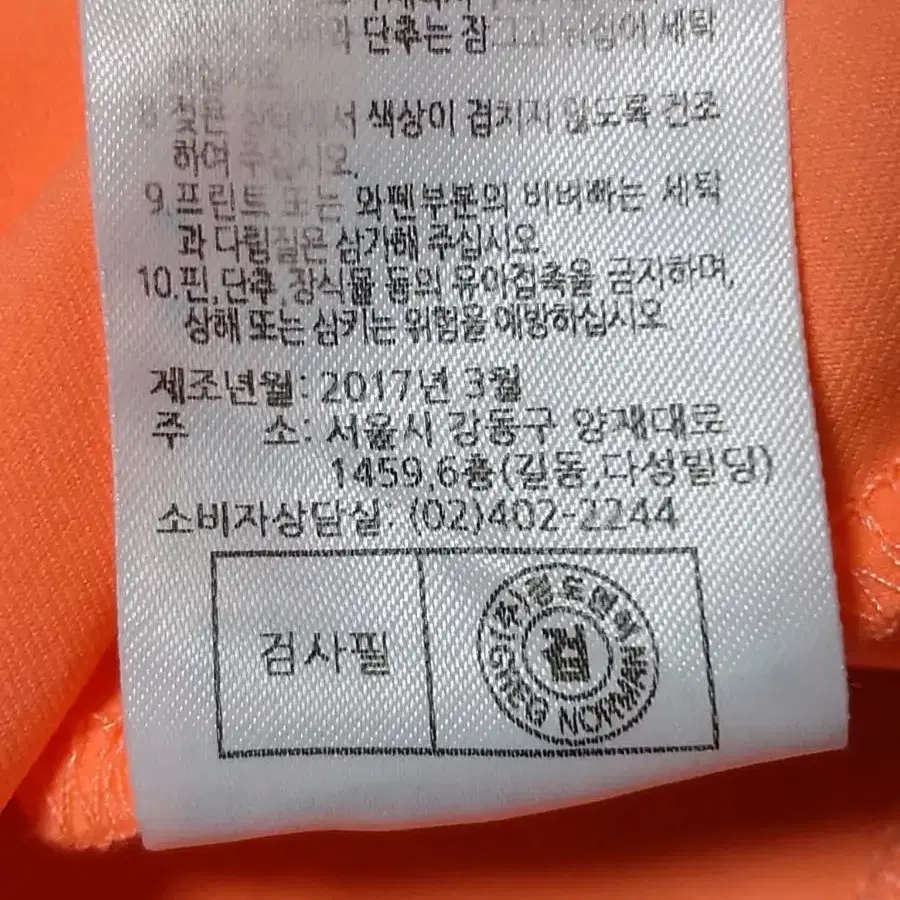 단추는 잠그고 뒤집어 세탁
하십시오.
8.젖은 상태에서 색상이 겹치지 않도록 건조
하여 주십시오.
9.프린트 또는 와펜부분의 비벼빠는 세탁
과 다림질은 삼가해 주십시오.
10.핀,단추,장식물 등의 유아접촉을 금지하며,
상해 또는 삼키는 위험을 예방하십시오.
제조년월: 2017년 3월
주 소: 서울시 강동구 양재대로
1459,6층(길동,다성빌딩)
소비자상담실: (02)402-2244
검사필
검
GREG NORMAN